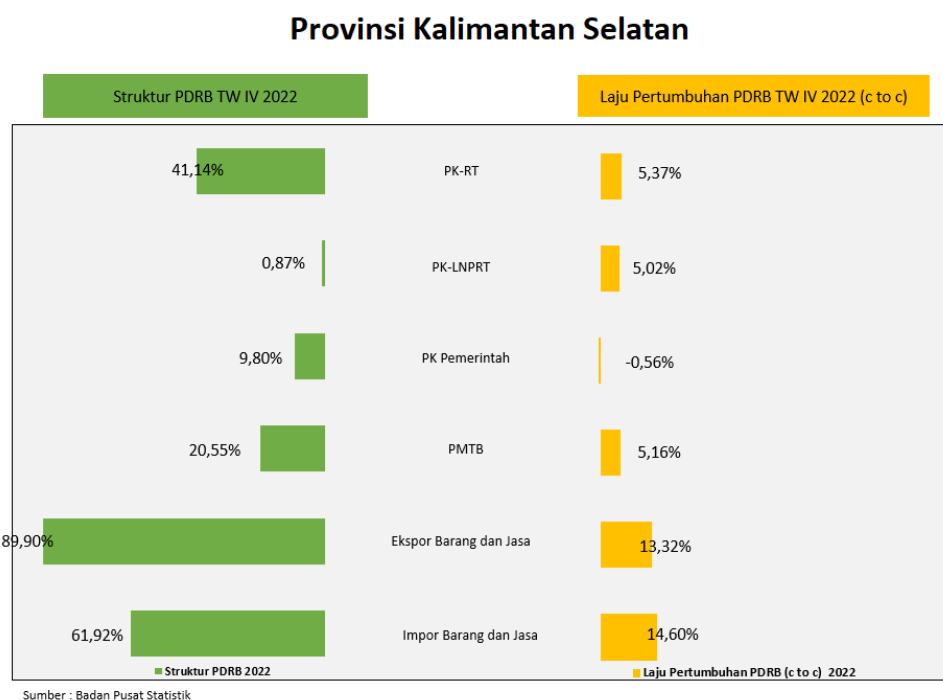 Provinsi Kalimantan Selatan
Struktur PDRB TW IV 2022
Laju Pertumbuhan PDRB TW IV 2022 (c to c)
41,14% PK-RT 5,37%
0,87% PK-LNPRT 5,02%
9,80% PK Pemerintah -0,56%
20,55% PMTB 5,16%
89,90% Ekspor Barang dan Jasa 13,32%
61,92% Impor Barang dan Jasa 14,60%
Struktur PDRB 2022
Laju Pertumbuhan PDRB (c to c) 2022
Sumber : Badan Pusat Statistik